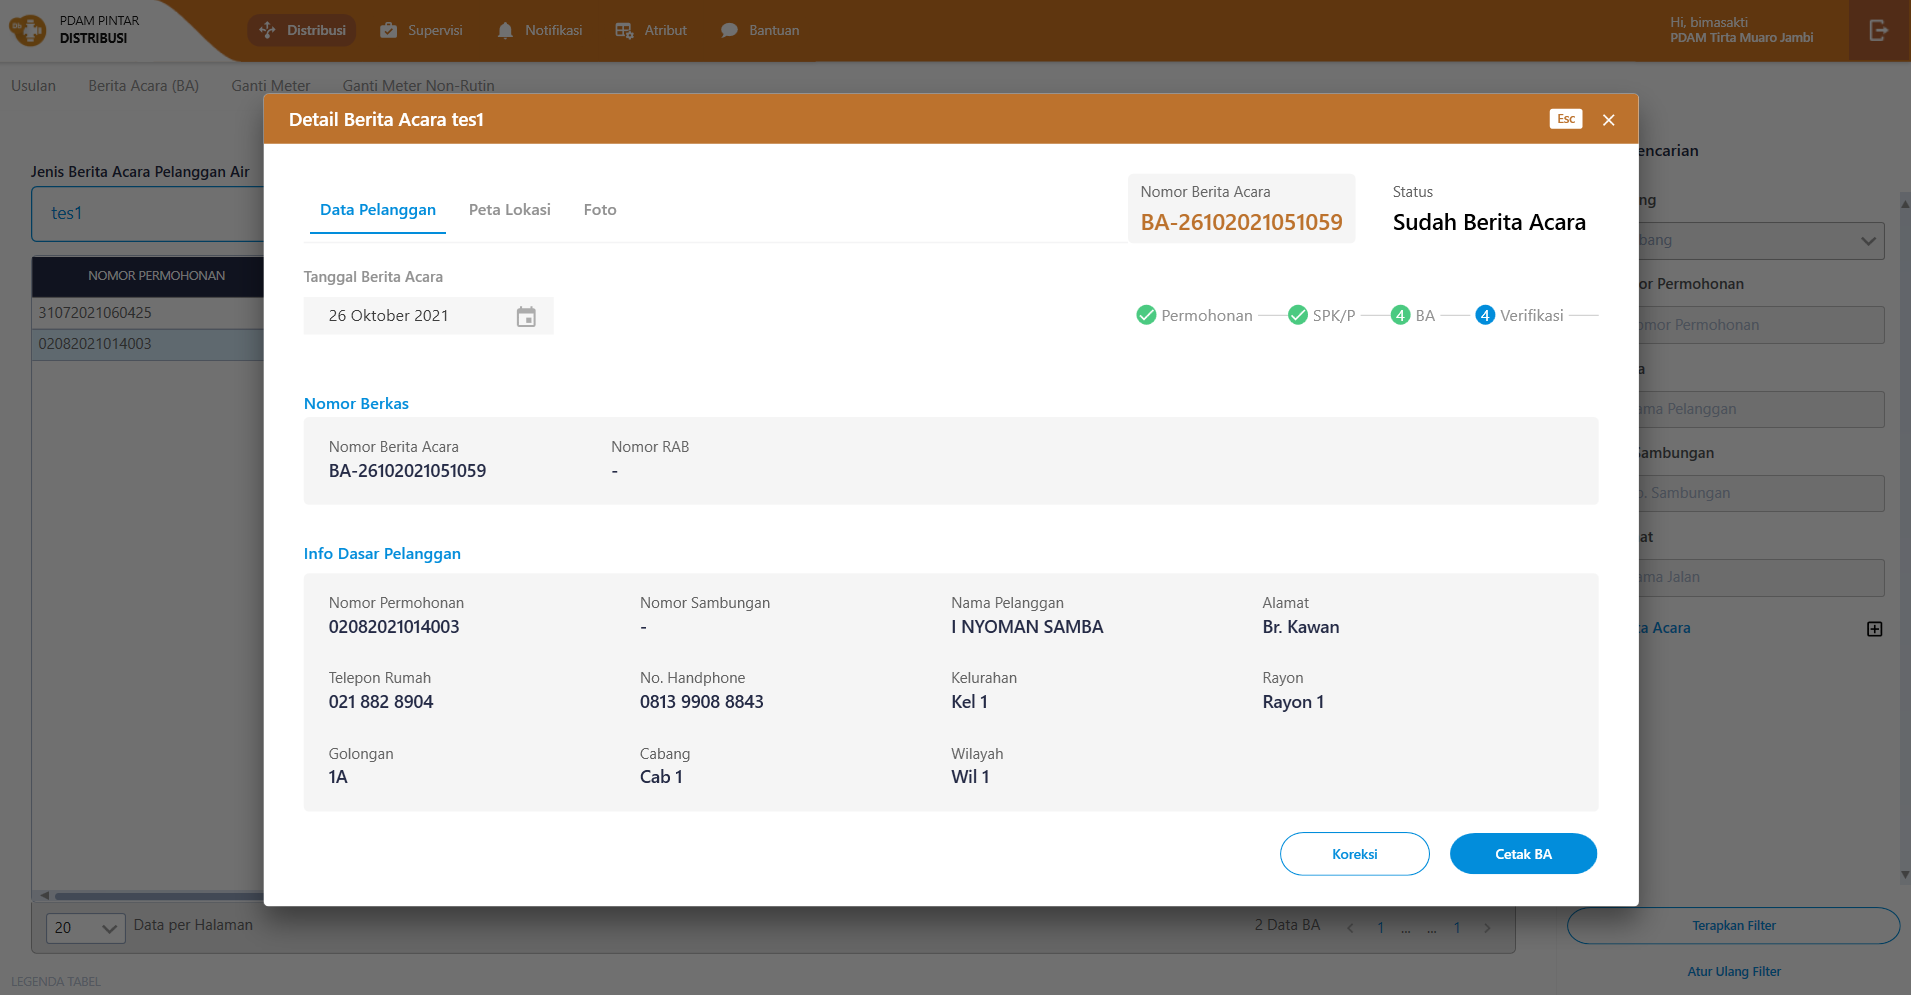 PDAM PINTAR
DISTRIBUSI
Distribusi
Supervisi
Notifikasi
Atribut
Bantuan
Hi, bimasakti
PDAM Tirta Muaro Jambi
Usulan
Berita Acara (BA)
Ganti Meter
Ganti Meter Non-Rutin
Detail Berita Acara tes1
Esc
encarian
Jenis Berita Acara Pelanggan Air
tes1
NOMOR PERMOHONAN
31072021060425
02082021014003
Data Pelanggan
Peta Lokasi
Foto
Nomor Berita Acara
BA-26102021051059
Status
Sudah Berita Acara
Tanggal Berita Acara
26 Oktober 2021
Permohonan
SPK/P
4 BA
4 Verifikasi
Nomor Berkas
Nomor Berita Acara
BA-26102021051059
Nomor RAB
-
Info Dasar Pelanggan
Nomor Permohonan
02082021014003
Nomor Sambungan
-
Nama Pelanggan
I NYOMAN SAMBA
Alamat
Br. Kawan
Telepon Rumah
021 882 8904
No. Handphone
0813 9908 8843
Kelurahan
Kel 1
Rayon
Rayon 1
Golongan
1A
Cabang
Cab 1
Wilayah
Wil 1
Koreksi
Cetak BA
ng
bang
or Permohonan
omor Permohonan
a
ama Pelanggan
Sambungan
o. Sambungan
at
ama Jalan
a Acara
20
Data per Halaman
2 Data BA
1 ... ... 1
Terapkan Filter
Atur Ulang Filter
LEGENDA TABEL